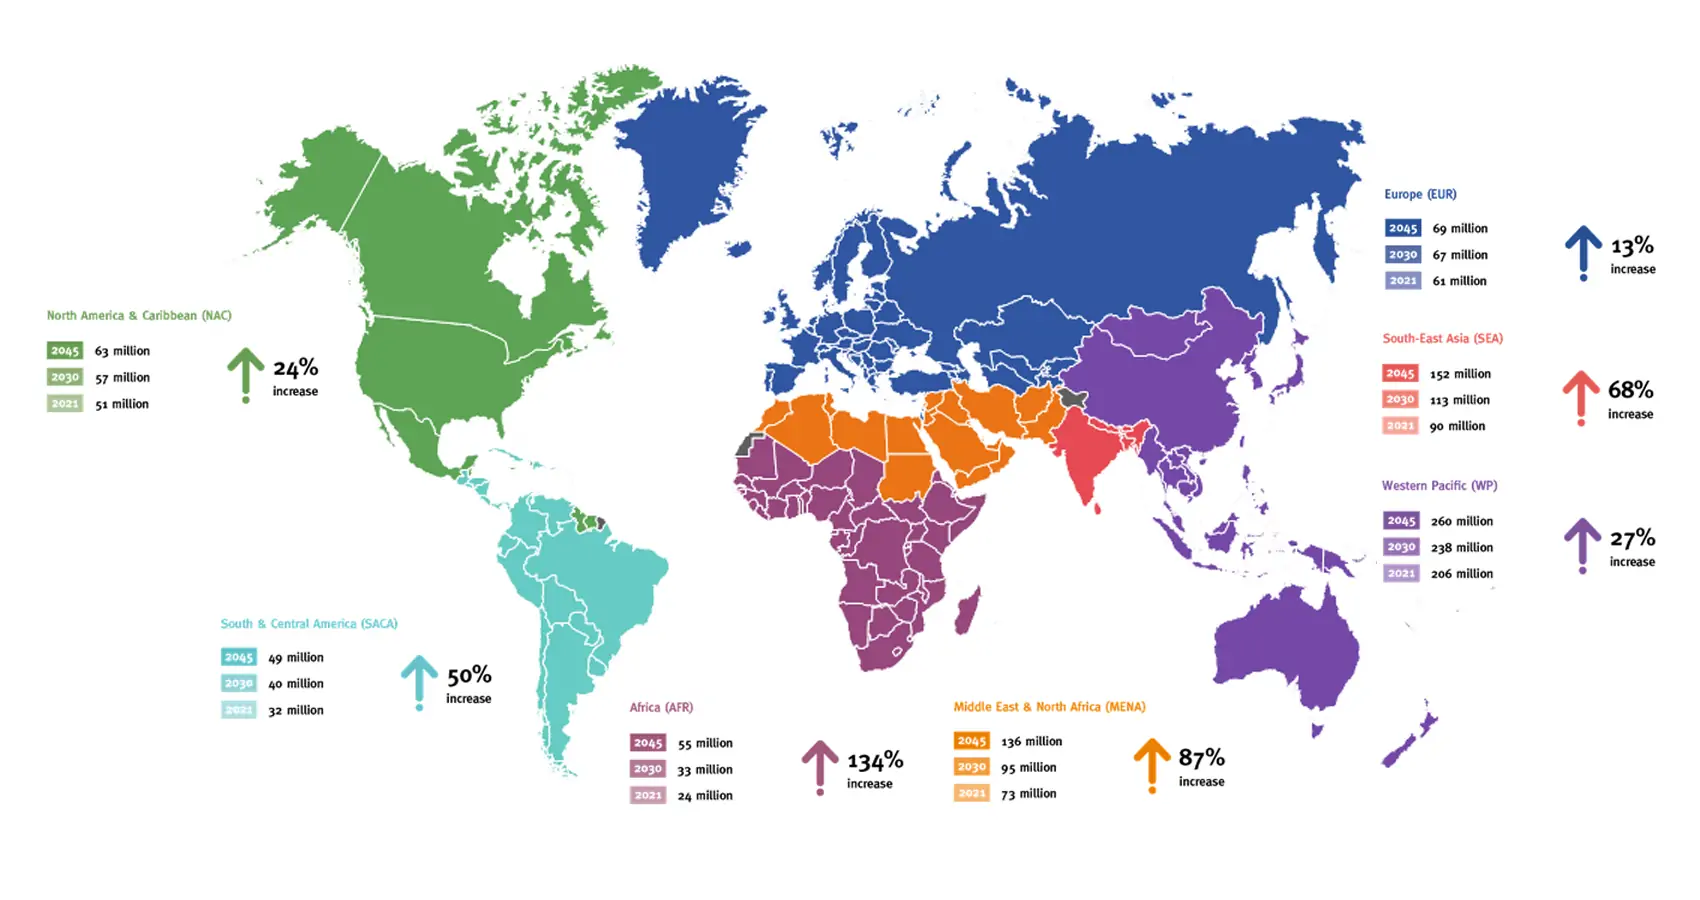 Europe (EUR)
2045 69 million
2030 67 million
2021 61 million
13%
increase
North America & Caribbean (NAC)
2045 63 million
2030 57 million
2021 51 million
24%
increase
South-East Asia (SEA)
2045 152 million
2030 113 million
2021 90 million
68%
increase
Western Pacific (WP)
2045 260 million
2030 238 million
2021 206 million
27%
increase
South & Central America (SACA)
2045 49 million
2030 40 million
2021 32 million
50%
increase
Africa (AFR)
2045 55 million
2030 33 million
2021 24 million
134%
increase
Middle East & North Africa (MENA)
2045 136 million
2030 95 million
2021 73 million
87%
increase